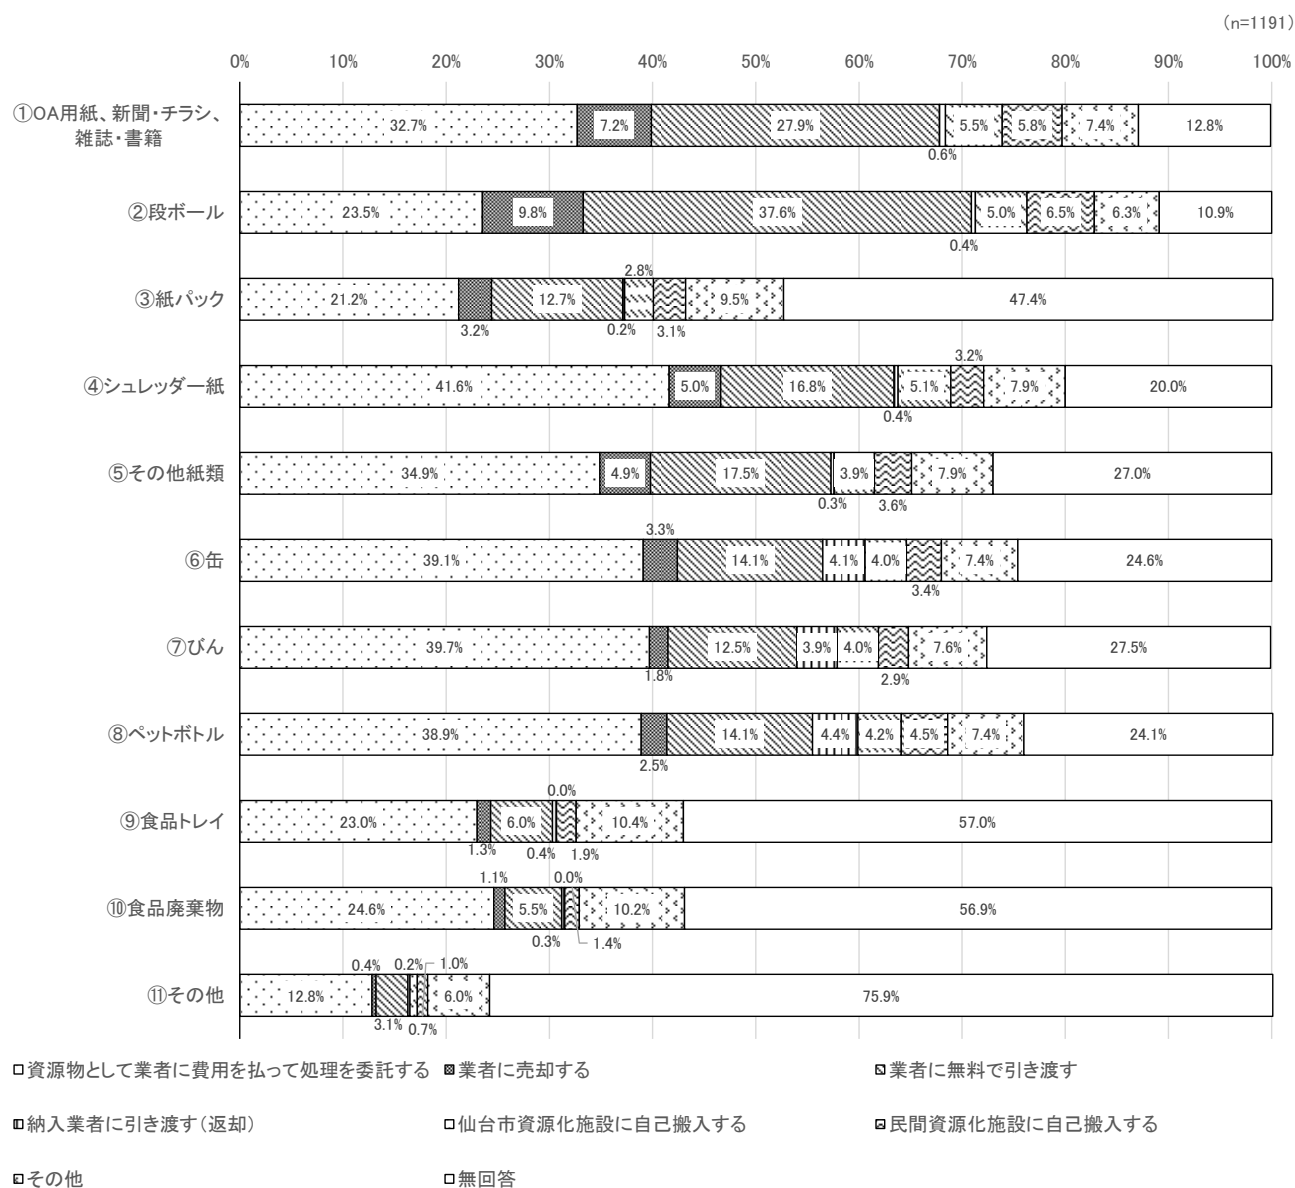 (n=1191)
0% 10% 20% 30% 40% 50% 60% 70% 80% 90% 100%
①OA用紙、新聞・チラシ、
雑誌・書籍
32.7% 7.2% 27.9% 0.6% 5.5% 5.8% 7.4% 12.8%
②段ボール
23.5% 9.8% 37.6% 0.4% 5.0% 6.5% 6.3% 10.9%
③紙パック
21.2% 3.2% 12.7% 0.2% 2.8% 3.1% 9.5% 47.4%
④シュレッダー紙
41.6% 5.0% 16.8% 0.4% 5.1% 3.2% 7.9% 20.0%
⑤その他紙類
34.9% 4.9% 17.5% 0.3% 3.9% 3.6% 7.9% 27.0%
⑥缶
39.1% 3.3% 14.1% 4.1% 4.0% 3.4% 7.4% 24.6%
⑦びん
39.7% 1.8% 12.5% 3.9% 4.0% 2.9% 7.6% 27.5%
⑧ペットボトル
38.9% 2.5% 14.1% 4.4% 4.2% 4.5% 7.4% 24.1%
⑨食品トレイ
23.0% 1.3% 6.0% 0.4% 0.0% 1.9% 10.4% 57.0%
⑩食品廃棄物
24.6% 1.1% 5.5% 0.3% 0.0% 1.4% 10.2% 56.9%
⑪その他
12.8% 0.4% 3.1% 0.2% 0.7% 1.0% 6.0% 75.9%
資源物として業者に費用を払って処理を委託する 業者に売却する 業者に無料で引き渡す
納入業者に引き渡す(返却) 仙台市資源化施設に自己搬入する 民間資源化施設に自己搬入する
その他 無回答